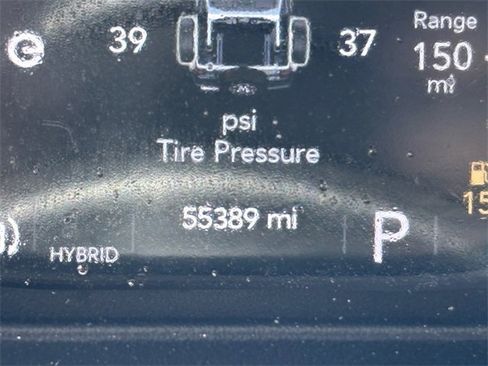 Range
39
37
150
mi
psi
Tire Pressure
55389 mi
P
HYBRID